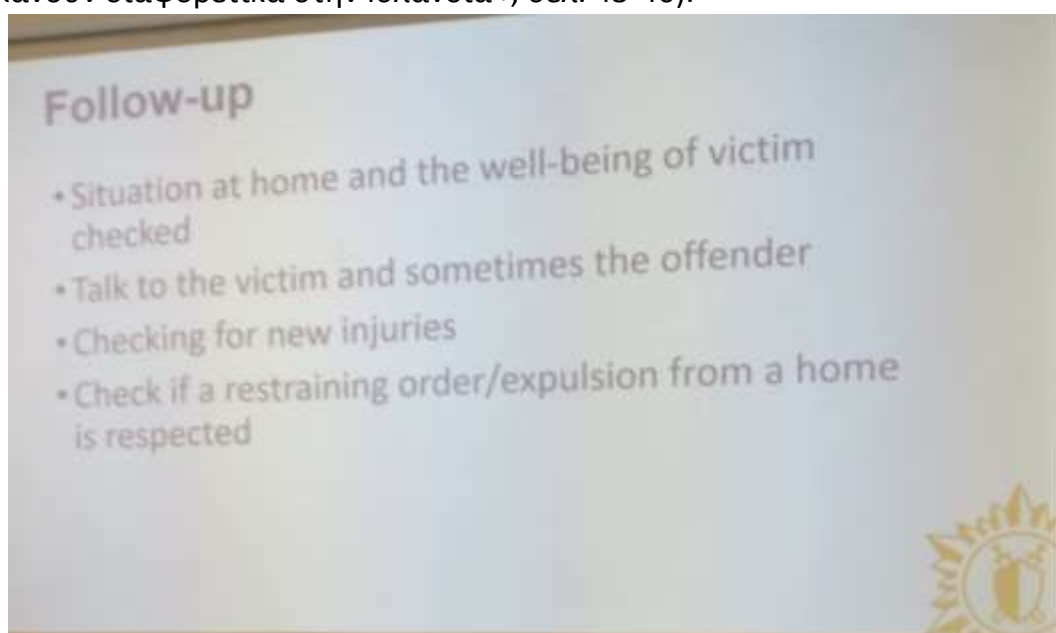 Follow-up
• Situation at home and the well-being of victim
checked
• Talk to the victim and sometimes the offender
• Checking for new injuries
• Check if a restraining order/expulsion from a home
is respected